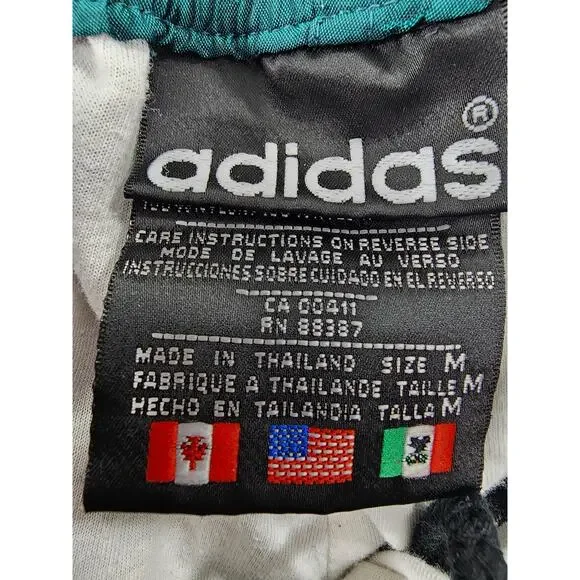 adidas®
CARE INSTRUCTIONS ON REVERSE SIDE
MODE DE LAVAGE AU VERSO
INSTRUCCIONES SOBRE CUIDADO EN EL REVERSO
CA 00411
RN 88387
MADE IN THAILAND SIZE M
FABRIQUE A THAILANDE TAILLE M
HECHO EN TAILANDIA TALLA M